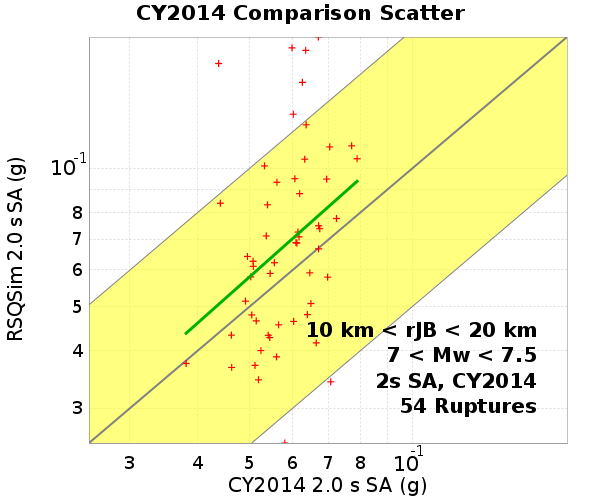 CY2014 Comparison Scatter
RSQSim 2.0 s SA (g)
10⁻¹
8
7
6
5
4
3
10 km < rJB < 20 km
7 < Mw < 7.5
2s SA, CY2014
54 Ruptures
3 4 5 6 7 8 10⁻¹
CY2014 2.0 s SA (g)